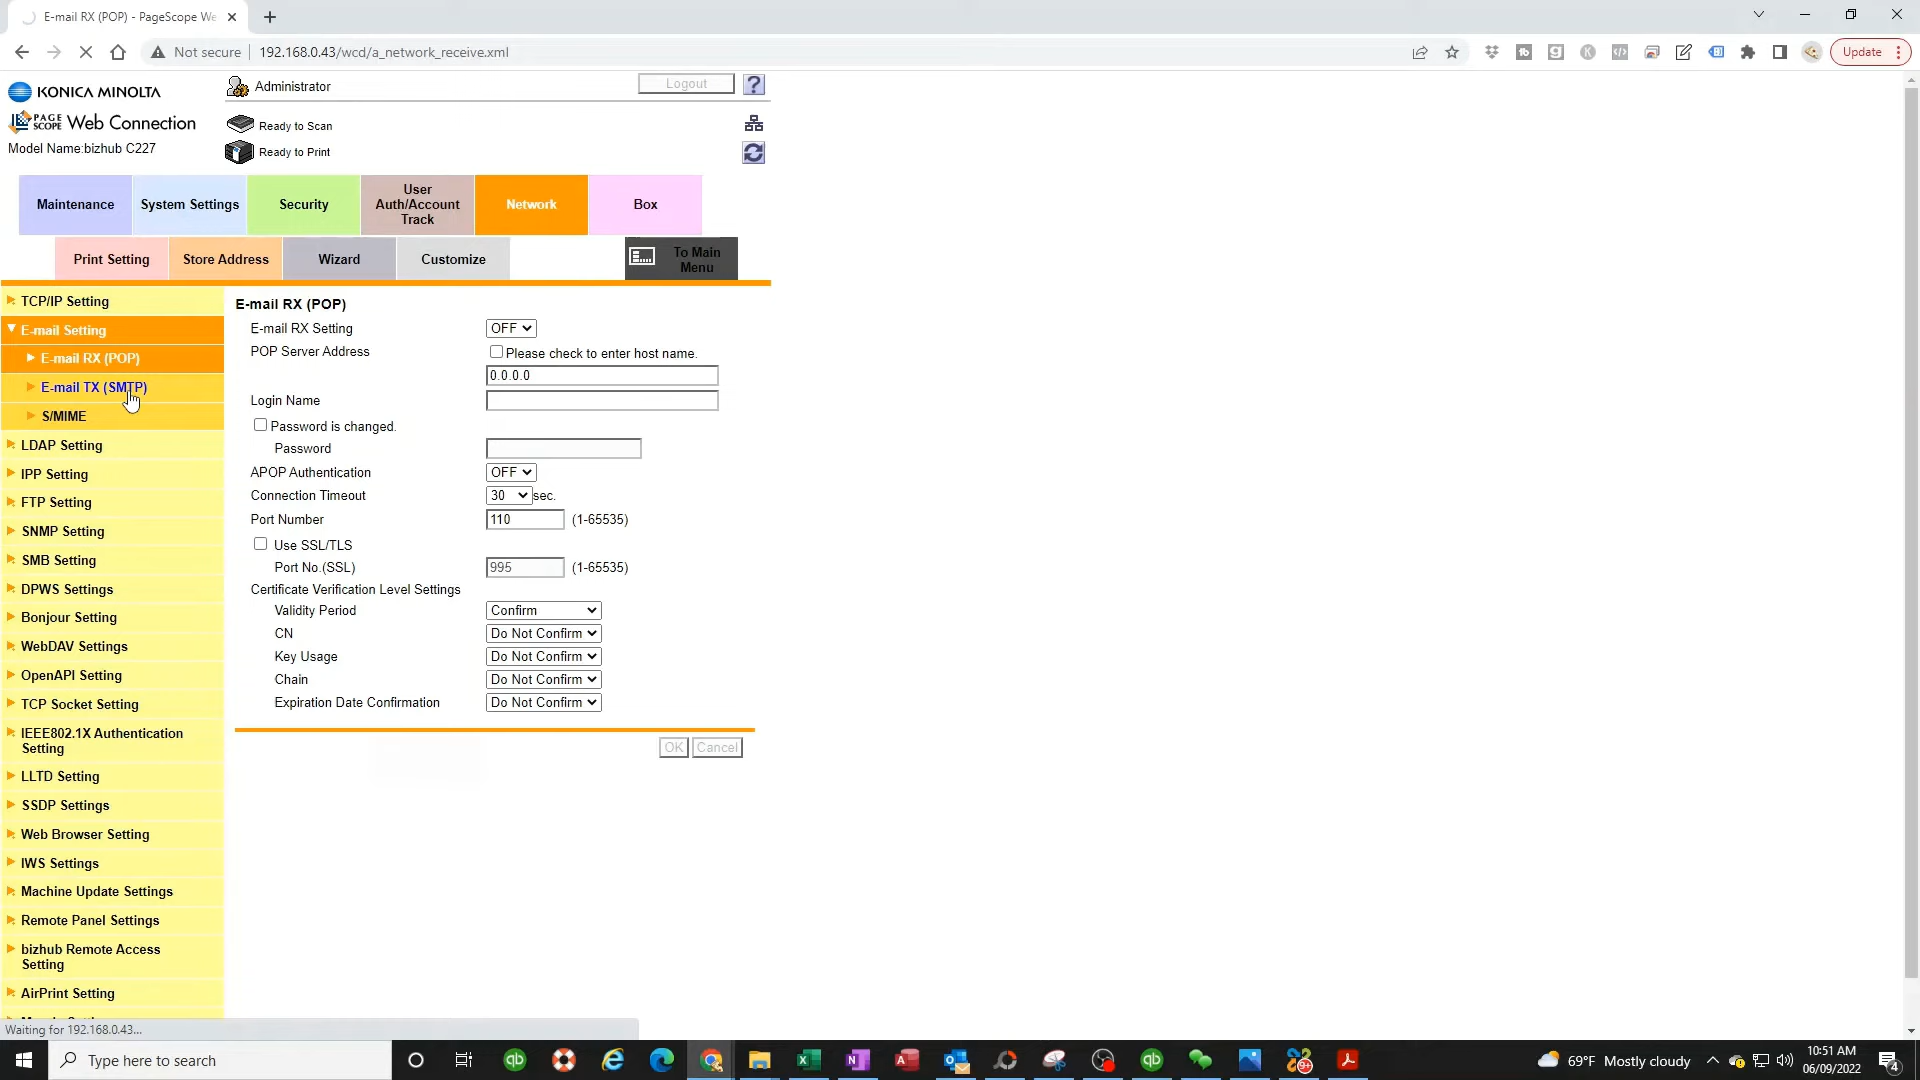 E-mail RX (POP) - PageScope We
Not secure
192.168.0.43/wcd/a_network_receive.xml
Update
KONICA MINOLTA
Administrator
Logout
?
PAGE SCOPE Web Connection
Ready to Scan
Model Name:bizhub C227
Ready to Print
Maintenance
System Settings
Security
User Auth/Account Track
Network
Box
Print Setting
Store Address
Wizard
Customize
To Main Menu
TCP/IP Setting
E-mail Setting
E-mail RX (POP)
E-mail TX (SMTP)
S/MIME
LDAP Setting
IPP Setting
FTP Setting
SNMP Setting
SMB Setting
DPWS Settings
Bonjour Setting
WebDAV Settings
OpenAPI Setting
TCP Socket Setting
IEEE802.1X Authentication
Setting
LLTD Setting
SSDP Settings
Web Browser Setting
IWS Settings
Machine Update Settings
Remote Panel Settings
bizhub Remote Access
Setting
AirPrint Setting
E-mail RX (POP)
E-mail RX Setting OFF
POP Server Address Please check to enter host name.
0.0.0.0
Login Name
Password is changed.
Password
APOP Authentication OFF
Connection Timeout 30 sec.
Port Number 110 (1-65535)
Use SSL/TLS
Port No.(SSL) 995 (1-65535)
Certificate Verification Level Settings
Validity Period Confirm
CN Do Not Confirm
Key Usage Do Not Confirm
Chain Do Not Confirm
Expiration Date Confirmation Do Not Confirm
OK Cancel
Waiting for 192.168.0.43...
Type here to search
69°F Mostly cloudy
10:51 AM
06/09/2022
4